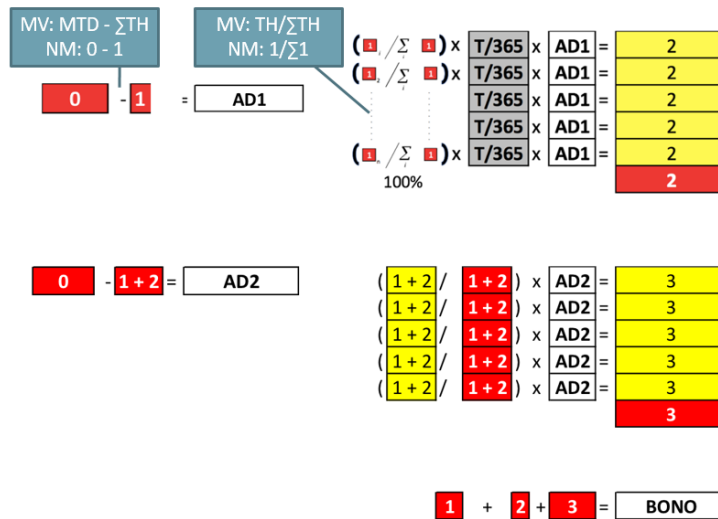 MV: MTD - ∑TH
NM: 0 - 1
MV: TH/∑TH
NM: 1/∑1
0 - 1 = AD1
(1 / ∑ 1) x T/365 x AD1 = 2
(1 / ∑ 1) x T/365 x AD1 = 2
T/365 x AD1 = 2
T/365 x AD1 = 2
(1 / ∑ 1) x T/365 x AD1 = 2
100%
2
0 - 1 + 2 = AD2
( 1 + 2 / 1 + 2 ) x AD2 = 3
( 1 + 2 / 1 + 2 ) x AD2 = 3
( 1 + 2 / 1 + 2 ) x AD2 = 3
( 1 + 2 / 1 + 2 ) x AD2 = 3
( 1 + 2 / 1 + 2 ) x AD2 = 3
3
1 + 2 + 3 = BONO